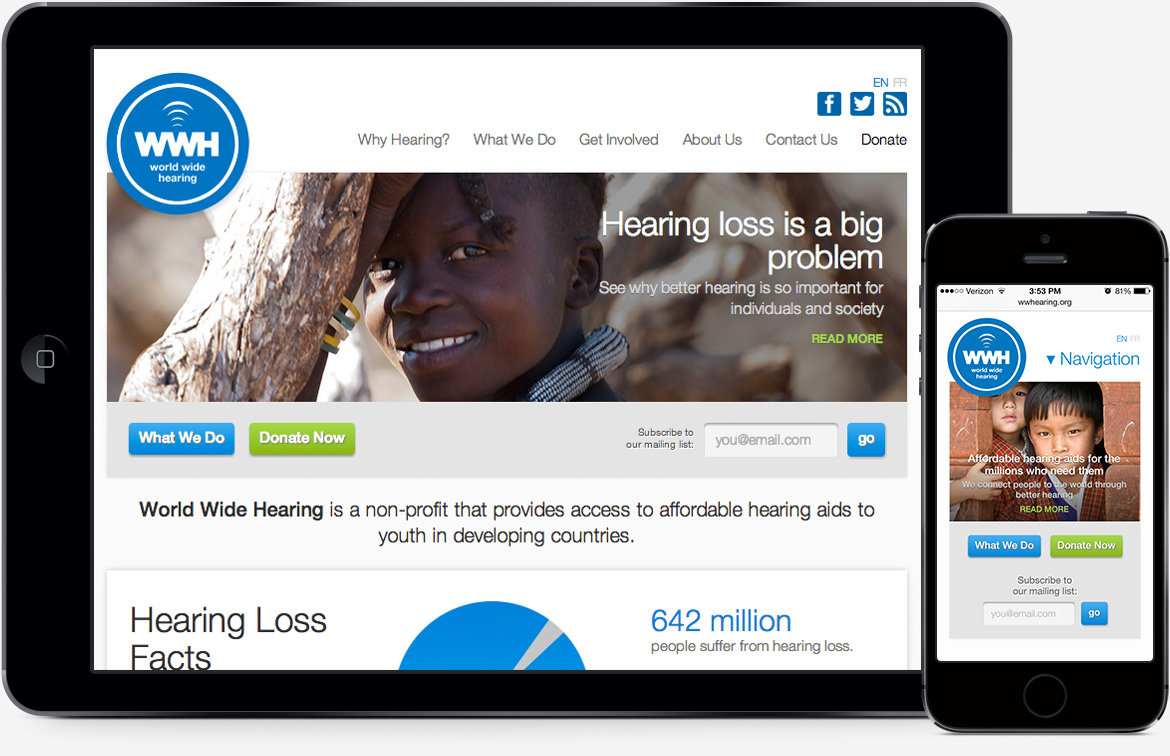 EN FR
WWH
world wide
hearing
Why Hearing? What We Do Get Involved About Us Contact Us Donate
Hearing loss is a big
problem
See why better hearing is so important for
individuals and society
READ MORE
What We Do Donate Now
Subscribe to
our mailing list:
you@email.com
go
World Wide Hearing is a non-profit that provides access to affordable hearing aids to
youth in developing countries.
Hearing Loss
Facts
642 million
people suffer from hearing loss.
Verizon 3:53 PM 81%
wwhearing.org
WWH
world wide
hearing
EN FR
▼ Navigation
Affordable hearing aids for the
millions who need them
We connect people to the world through
better hearing
READ MORE
What We Do Donate Now
Subscribe to
our mailing list:
you@email.com go